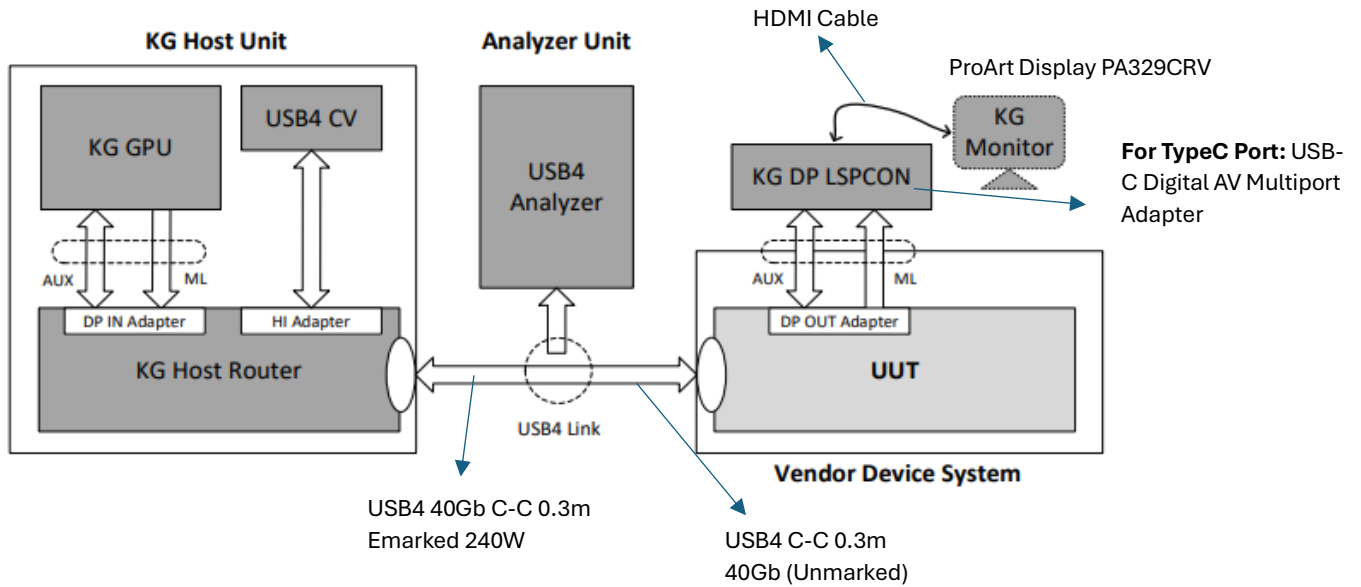 HDMI Cable
KG Host Unit
Analyzer Unit
ProArt Display PA329CRV
KG GPU
USB4 CV
USB4
Analyzer
KG
Monitor
KG DP LSPCON
For TypeC Port: USB-
C Digital AV Multiport
Adapter
AUX
ML
AUX
ML
DP IN Adapter
HI Adapter
DP OUT Adapter
KG Host Router
UUT
USB4 Link
Vendor Device System
USB4 40Gb C-C 0.3m
Emarked 240W
USB4 C-C 0.3m
40Gb (Unmarked)